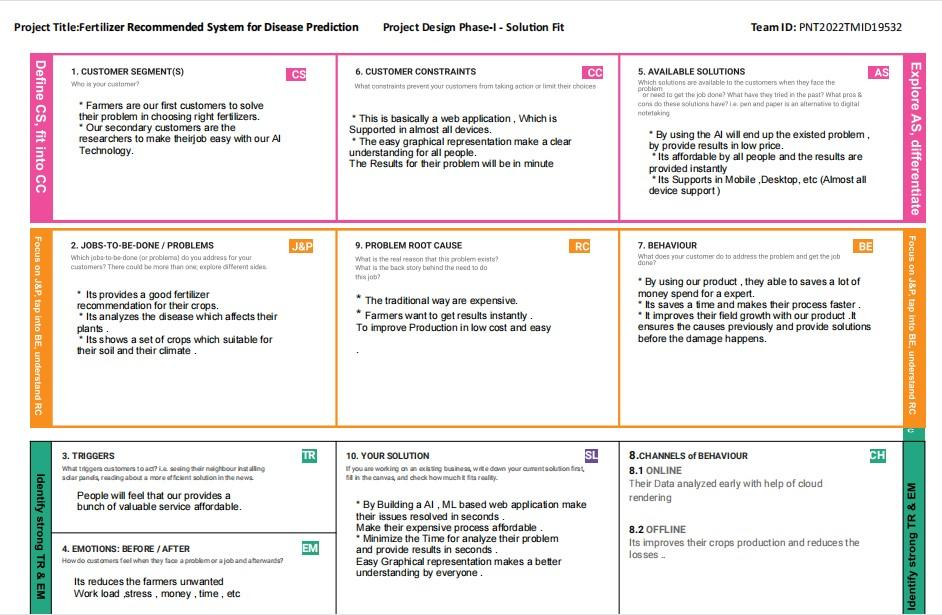 Project Title:Fertilizer Recommended System for Disease Prediction Project Design Phase-I - Solution Fit Team ID: PNT2022TMID19532
Define CS, fit into CC
1. CUSTOMER SEGMENT(S) CS
Who is your customer?
* Farmers are our first customers to solve
their problem in choosing right fertilizers.
* Our secondary customers are the
researchers to make theirjob easy with our AI
Technology.
6. CUSTOMER CONSTRAINTS CC
What constraints prevent your customers from taking action or limit their choices
* This is basically a web application , Which is
Supported in almost all devices.
* The easy graphical representation make a clear
understanding for all people.
The Results for their problem will be in minute
5. AVAILABLE SOLUTIONS AS
Which solutions are available to the customers when they face the
problem
or need to get the job done? What have they tried in the past? What pros &
cons do these solutions have? i.e. pen and paper is an alternative to digital
notetaking
* By using the AI will end up the existed problem ,
by provide results in low price.
* Its affordable by all people and the results are
provided instantly
* Its Supports in Mobile ,Desktop, etc (Almost all
device support )
Explore AS, differentiate
Focus on J&P, tap into BE, understand RC
2. JOBS-TO-BE-DONE / PROBLEMS J&P
Which jobs-to-be-done (or problems) do you address for your
customers? There could be more than one; explore different sides.
* Its provides a good fertilizer
recommendation for their crops.
* Its analyzes the disease which affects their
plants .
* Its shows a set of crops which suitable for
their soil and their climate .
9. PROBLEM ROOT CAUSE RC
What is the real reason that this problem exists?
What is the back story behind the need to do
this job?
* The traditional way are expensive.
* Farmers want to get results instantly .
To improve Production in low cost and easy
.
7. BEHAVIOUR BE
What does your customer do to address the problem and get the job
done?
* By using our product , they able to saves a lot of
money spend for a expert.
* Its saves a time and makes their process faster .
* It improves their field growth with our product .It
ensures the causes previously and provide solutions
before the damage happens.
Focus on J&P, tap into BE, understand RC
Identify strong TR & EM
3. TRIGGERS TR
What triggers customers to act? i.e. seeing their neighbour installing
solar panels, reading about a more efficient solution in the news.
People will feel that our provides a
bunch of valuable service affordable.
4. EMOTIONS: BEFORE / AFTER EM
How do customers feel when they face a problem or a job and afterwards?
Its reduces the farmers unwanted
Work load ,stress , money , time , etc
10. YOUR SOLUTION SL
If you are working on an existing business, write down your current solution first,
fill in the canvas, and check how much it fits reality.
* By Building a AI , ML based web application make
their issues resolved in seconds .
Make their expensive process affordable .
* Minimize the Time for analyze their problem
and provide results in seconds .
Easy Graphical representation makes a better
understanding by everyone .
8.CHANNELS of BEHAVIOUR CH
8.1 ONLINE
Their Data analyzed early with help of cloud
rendering
8.2 OFFLINE
Its improves their crops production and reduces the
losses ..
Identify strong TR & EM